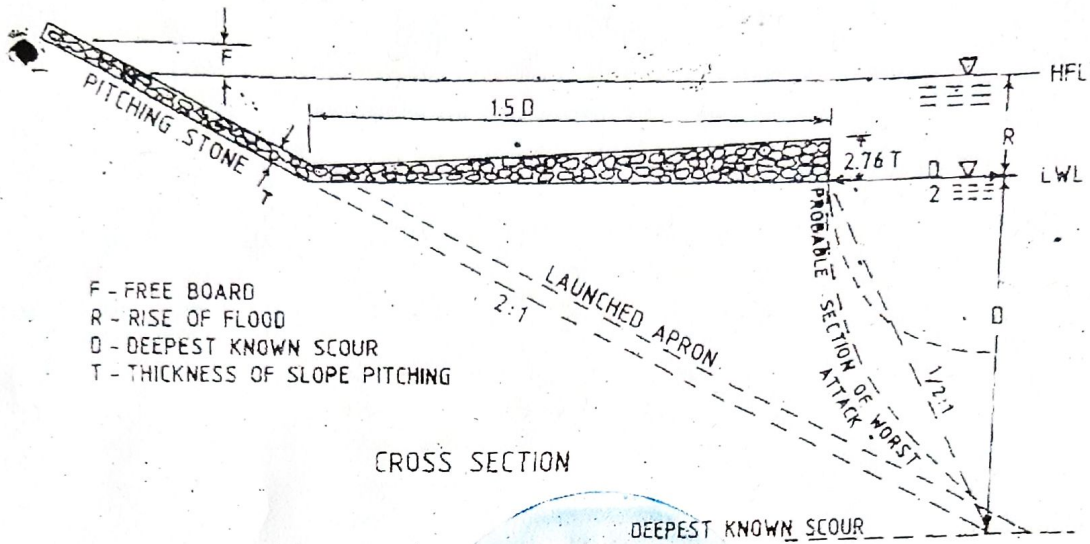 F
HFL
1.5 D
PITCHING STONE
R
2.76 T
D
2
LWL
T
PROBABLE SECTION OF WORST
ATTACK
LAUNCHED APRON
2:1
D
1/2:1
F - FREE BOARD
R - RISE OF FLOOD
D - DEEPEST KNOWN SCOUR
T - THICKNESS OF SLOPE PITCHING
CROSS SECTION
DEEPEST KNOWN SCOUR